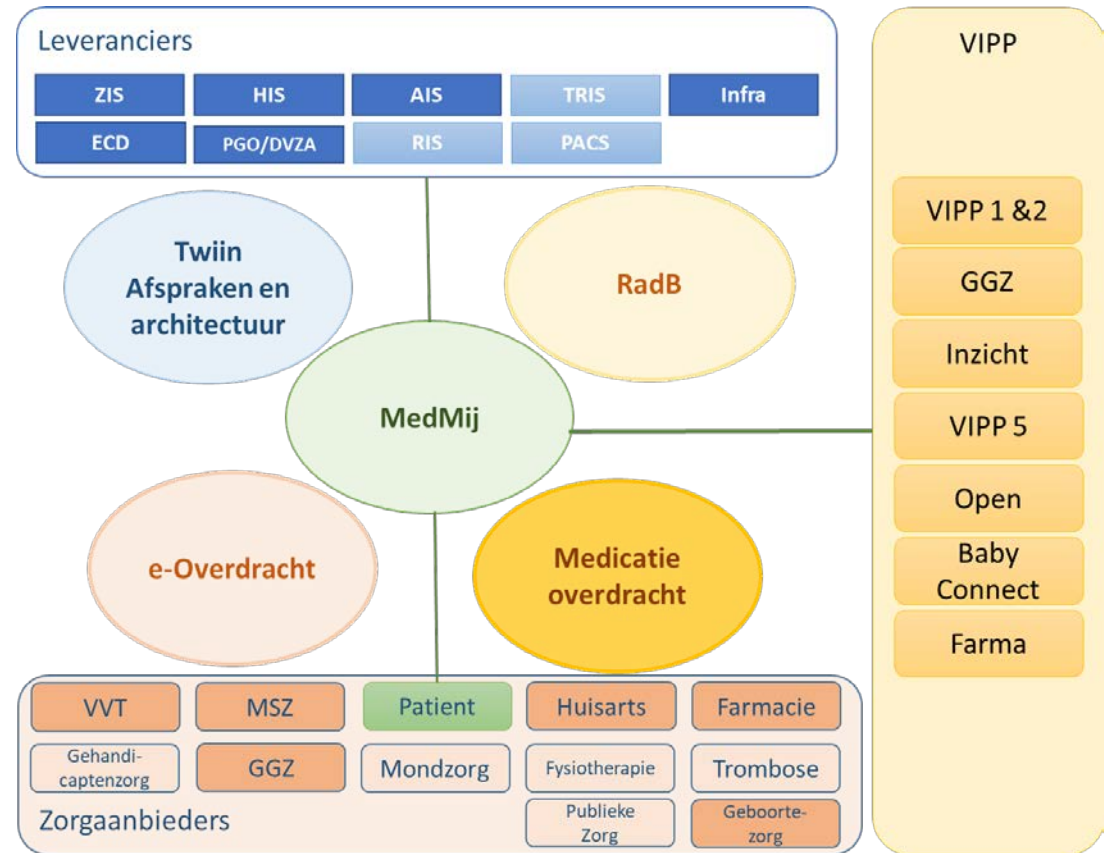 Leveranciers
ZIS
HIS
AIS
TRIS
Infra
ECD
PGO/DVZA
RIS
PACS
Twiin
Afspraken en
architectuur
RadB
MedMij
e-Overdracht
Medicatie
overdracht
VVT
MSZ
Patient
Huisarts
Farmacie
Gehandi-
captenzorg
GGZ
Mondzorg
Fysiotherapie
Trombose
Publieke
Zorg
Geboorte-
zorg
Zorgaanbieders
VIPP
VIPP 1 &2
GGZ
Inzicht
VIPP 5
Open
Baby
Connect
Farma